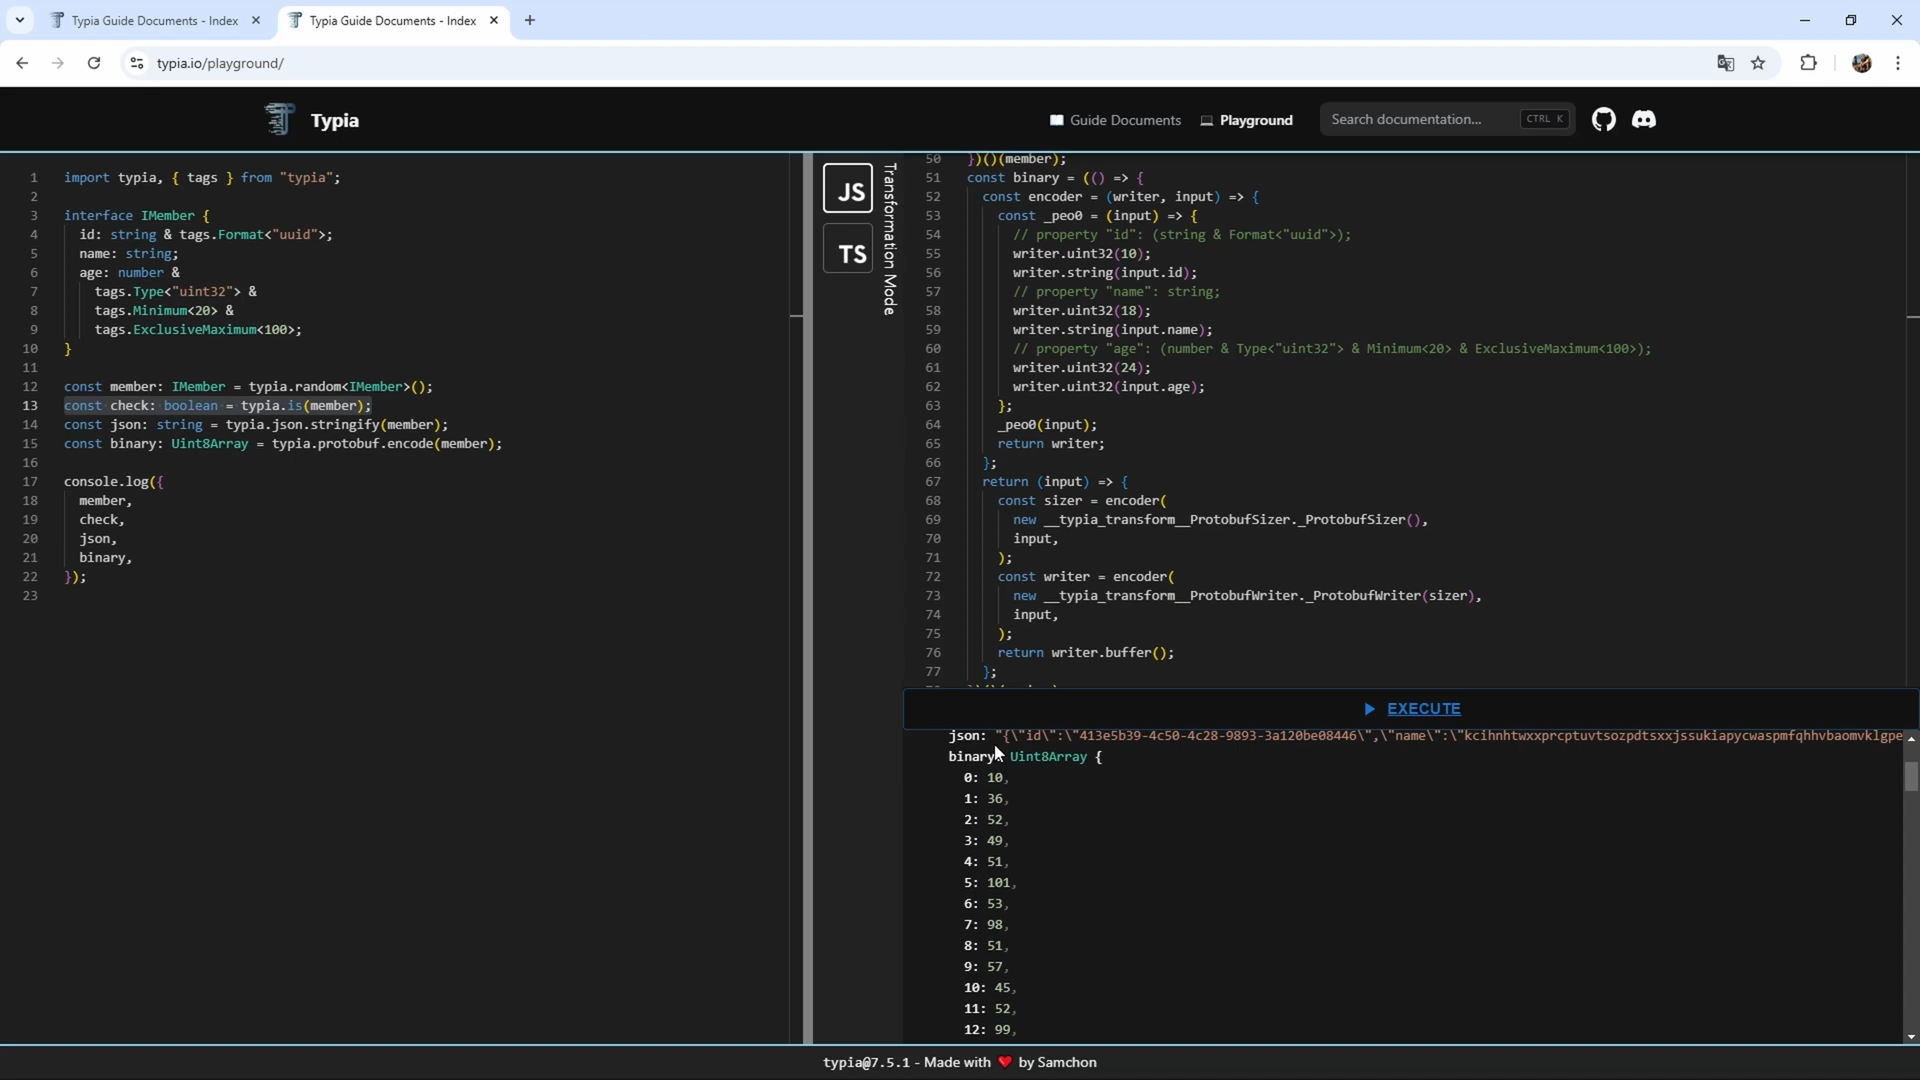 Typia Guide Documents - Index
Typia Guide Documents - Index
typia.io/playground/
Typia
Guide Documents
Playground
Search documentation...
CTRL K
1 import typia, { tags } from "typia";
2
3 interface IMember {
4 id: string & tags.Format<"uuid">;
5 name: string;
6 age: number &
7 tags.Type<"uint32"> &
8 tags.Minimum<20> &
9 tags.ExclusiveMaximum<100>;
10 }
11
12 const member: IMember = typia.random<IMember>();
13 const check: boolean = typia.is(member);
14 const json: string = typia.json.stringify(member);
15 const binary: Uint8Array = typia.protobuf.encode(member);
16
17 console.log({
18 member,
19 check,
20 json,
21 binary,
22 });
23
JS
TS
Transformation Mode
50 })()(member);
51 const binary = (() => {
52 const encoder = (writer, input) => {
53 const _peo0 = (input) => {
54 // property "id": (string & Format<"uuid">);
55 writer.uint32(10);
56 writer.string(input.id);
57 // property "name": string;
58 writer.uint32(18);
59 writer.string(input.name);
60 // property "age": (number & Type<"uint32"> & Minimum<20> & ExclusiveMaximum<100>);
61 writer.uint32(24);
62 writer.uint32(input.age);
63 };
64 _peo0(input);
65 return writer;
66 };
67 return (input) => {
68 const sizer = encoder(
69 new __typia_transform__ProtobufSizer._ProtobufSizer(),
70 input,
71 );
72 const writer = encoder(
73 new __typia_transform__ProtobufWriter._ProtobufWriter(sizer),
74 input,
75 );
76 return writer.buffer();
77 };
EXECUTE
json: "{\"id\":\"413e5b39-4c50-4c28-9893-3a120be08446\",\"name\":\"kcihnhtwxxprcptuvtsozpdtsxxjssukiapycwaspmfqhhvbaomvklgpe
binary: Uint8Array {
0: 10,
1: 36,
2: 52,
3: 49,
4: 51,
5: 101,
6: 53,
7: 98,
8: 51,
9: 57,
10: 45,
11: 52,
12: 99,
typia@7.5.1 - Made with ❤️ by Samchon